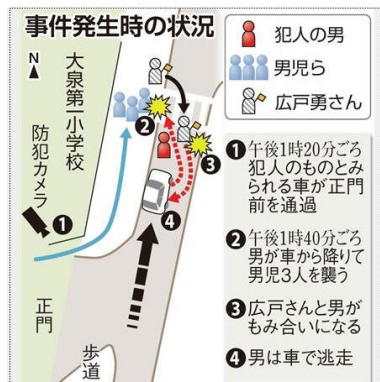 事件発生時の状況
N
大泉第一小学校
防犯カメラ
❶
❷
❸
❹
正門
歩道
犯人の男
男児ら
広戸勇さん
❶午後1時20分ごろ
犯人のものとみ
られる車が正門
前を通過
❷午後1時40分ごろ
男が車から降りて
男児3人を襲う
❸広戸さんと男が
もみ合いになる
❹男は車で逃走